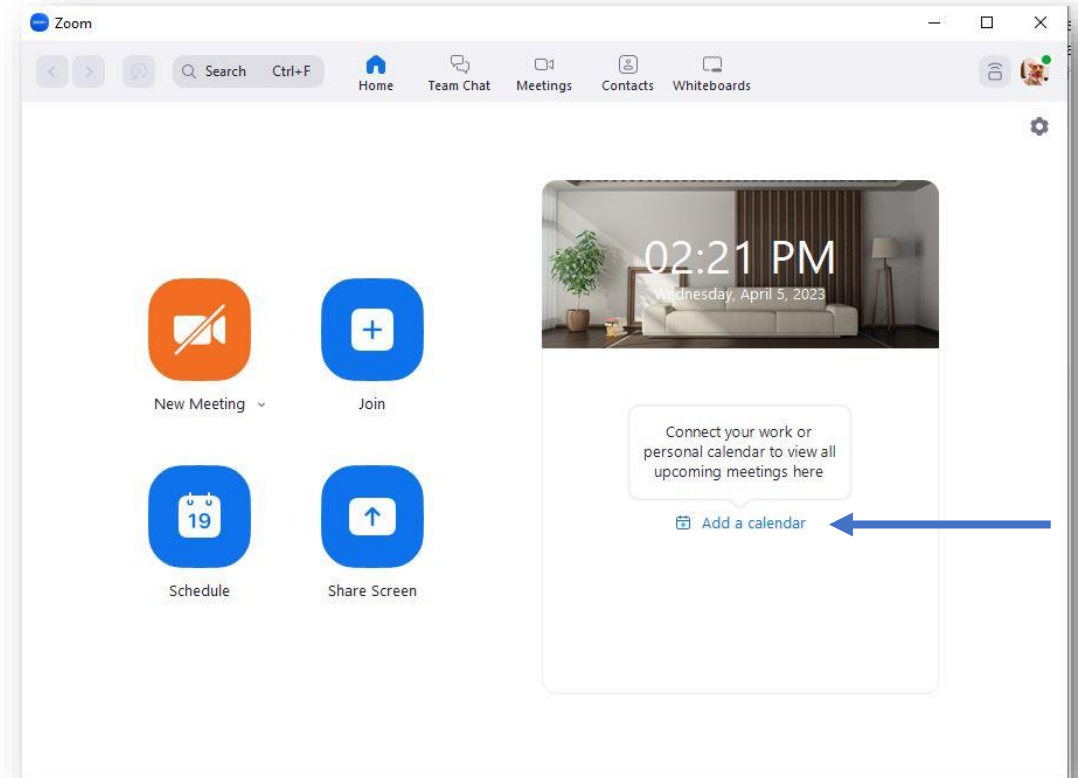 Zoom
Search Ctrl+F
Home
Team Chat
Meetings
Contacts
Whiteboards
02:21 PM
Wednesday, April 5, 2023
New Meeting
Join
Connect your work or
personal calendar to view all
upcoming meetings here
Add a calendar
19
Schedule
Share Screen